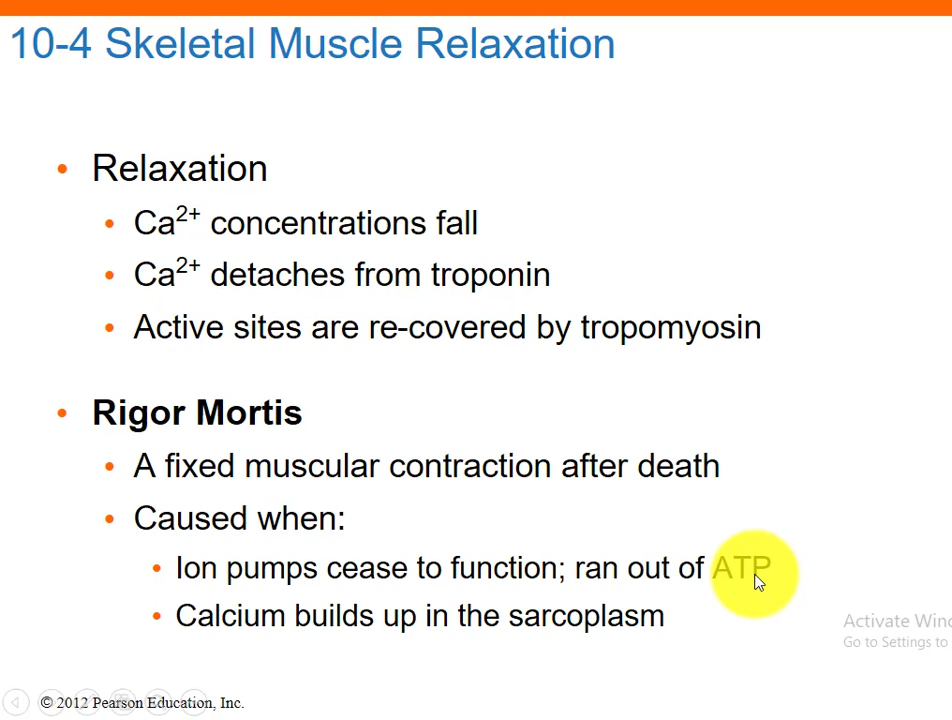 10-4 Skeletal Muscle Relaxation
• Relaxation
• Ca²⁺ concentrations fall
• Ca²⁺ detaches from troponin
• Active sites are re-covered by tropomyosin
• Rigor Mortis
• A fixed muscular contraction after death
• Caused when:
• Ion pumps cease to function; ran out of ATP
• Calcium builds up in the sarcoplasm
Activate Wind
Go to Settings to
© 2012 Pearson Education, Inc.